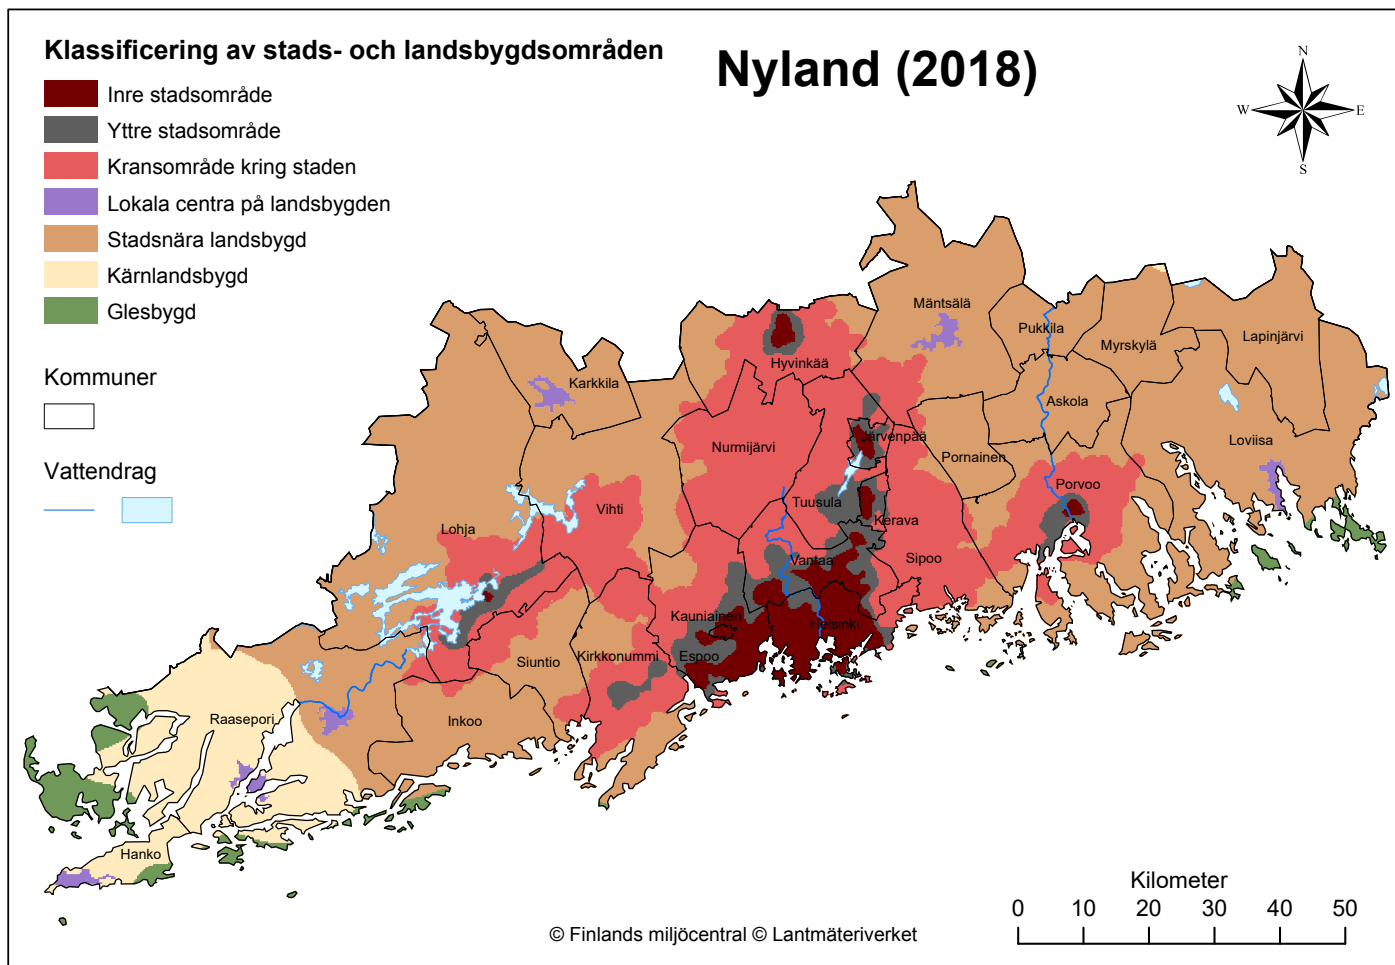 Klassificering av stads- och landsbygdsområden
Inre stadsområde
Yttre stadsområde
Kransområde kring staden
Lokala centra på landsbygden
Stadsnära landsbygd
Kärnlandsbygd
Glesbygd
Kommuner
Vattendrag
Nyland (2018)
N
W
E
S
Mäntsälä
Pukkila
Myrskylä
Lapinjärvi
Hyvinkää
Karkkila
Askola
Järvenpää
Loviisa
Nurmijärvi
Pornainen
Porvoo
Tuusula
Vihti
Kerava
Lohja
Sipoo
Vantaa
Kauniainen
Helsinki
Siuntio
Kirkkonummi
Espoo
Raasepori
Inkoo
Hanko
Kilometer
0 10 20 30 40 50
© Finlands miljöcentral © Lantmäteriverket